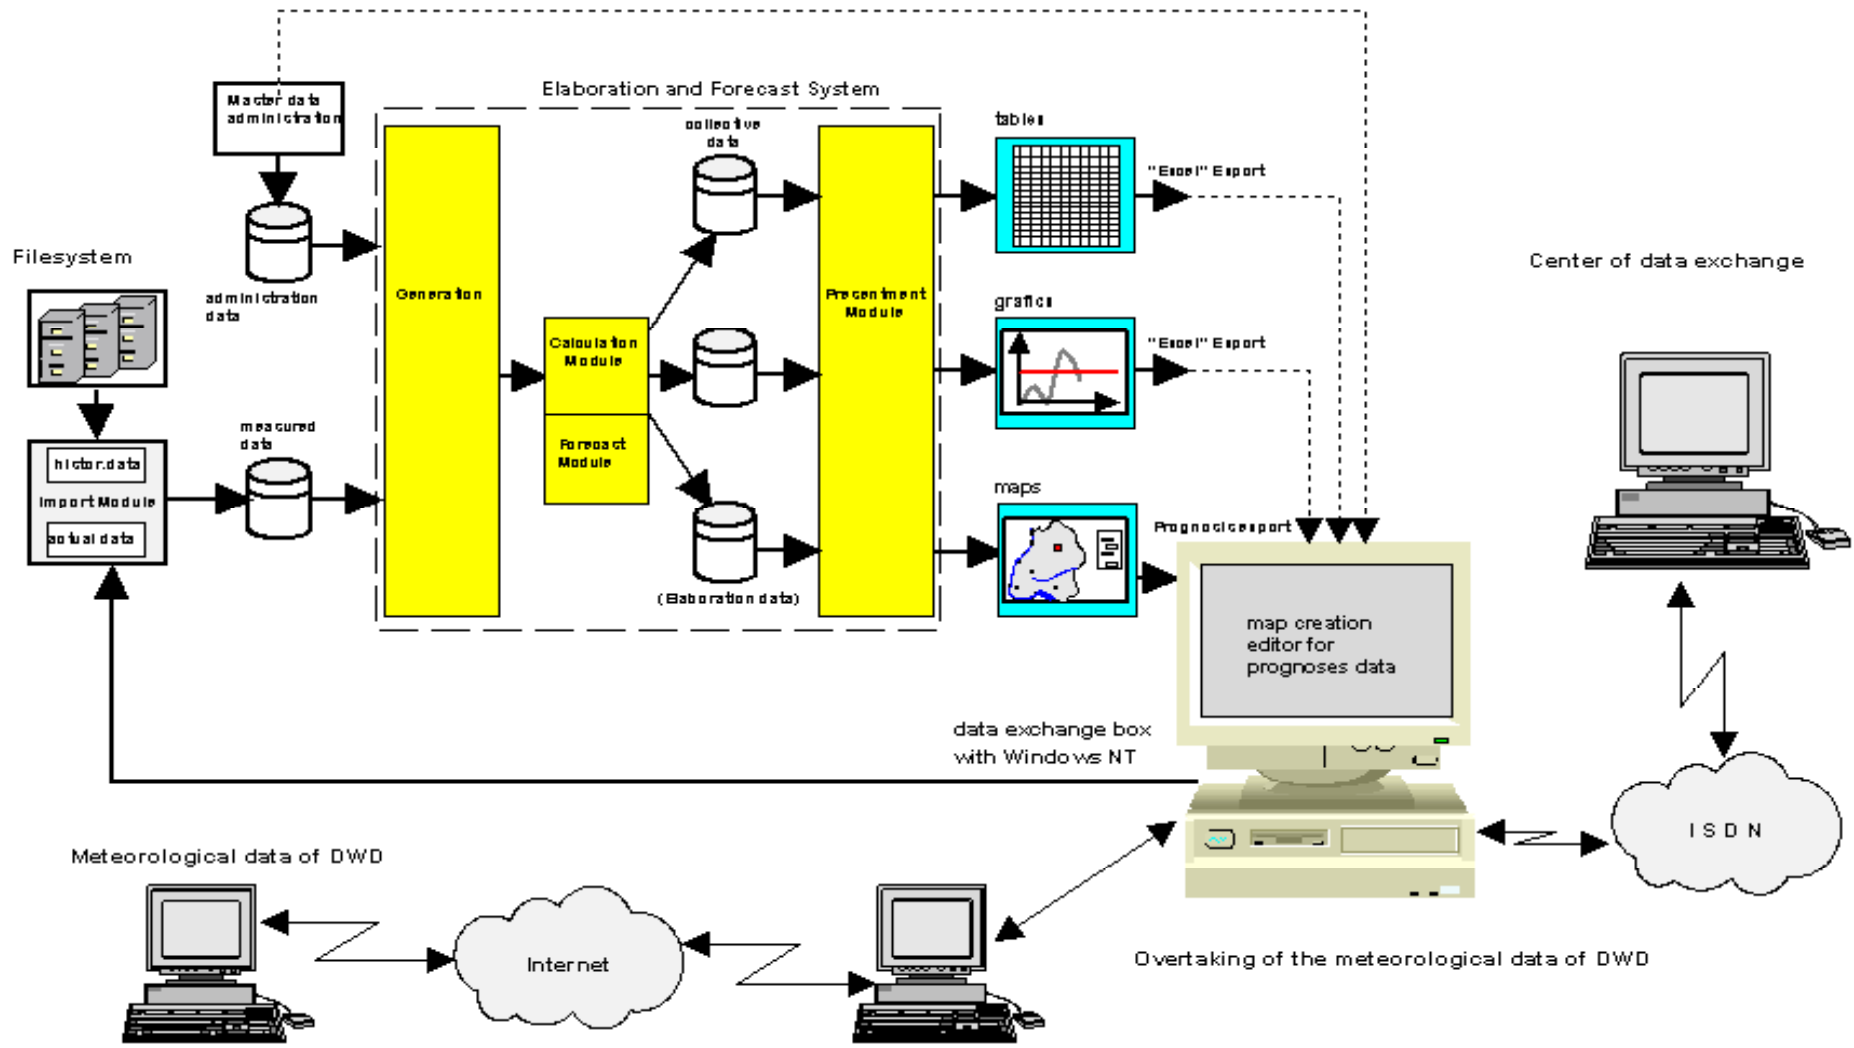 Elaboration and Forecast System
Master data
administration
collective
data
tables
"Excel" Export
Filesystem
administration
data
Generation
Presentment
Module
grafics
"Excel" Export
Center of data exchange
Calculation
Module
measured
data
Forecast
Module
histor.data
Import Module
actual data
maps
Prognosisexport
(Elaboration data)
map creation
editor for
prognoses data
data exchange box
with Windows NT
ISDN
Meteorological data of DWD
Internet
Overtaking of the meteorological data of DWD